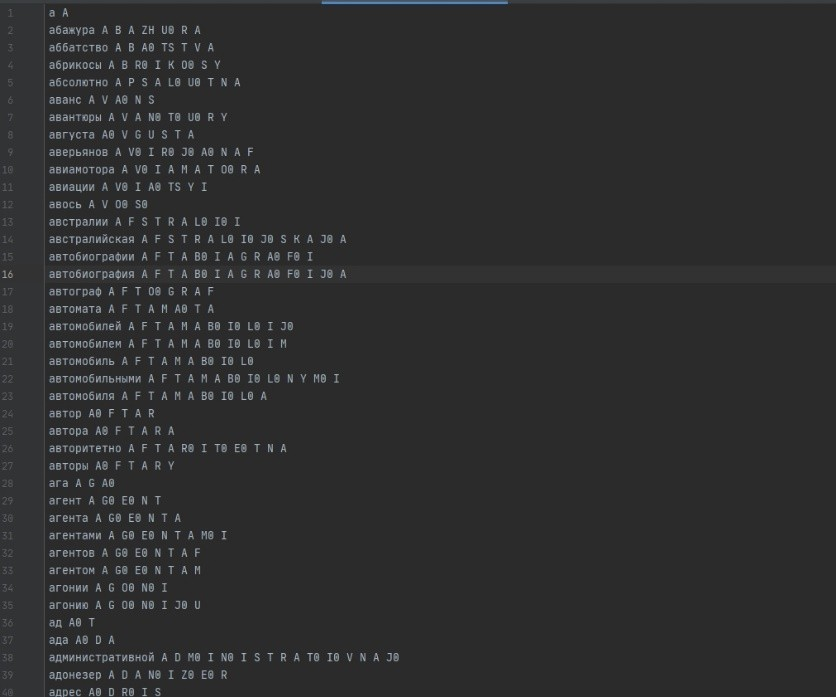 1 а A
2 абажура A B A ZH U0 R A
3 аббатство A B A0 TS T V A
4 абрикосы A B R0 I K O0 S Y
5 абсолютно A P S A L0 U0 T N A
6 аванс A V A0 N S
7 авантюры A V A N0 T0 U0 R Y
8 августа A0 V G U S T A
9 аверьянов A V0 I R0 J0 A0 N A F
10 авиамотора A V0 I A M A T O0 R A
11 авиации A V0 I A0 TS Y I
12 авось A V O0 S0
13 австралии A F S T R A L0 I0 I
14 австралийская A F S T R A L0 I0 J0 S K A J0 A
15 автобиографии A F T A B0 I A G R A0 F0 I
16 автобиография A F T A B0 I A G R A0 F0 I J0 A
17 автограф A F T O0 G R A F
18 автомата A F T A M A0 T A
19 автомобилей A F T A M A B0 I0 L0 I J0
20 автомобилем A F T A M A B0 I0 L0 I M
21 автомобиль A F T A M A B0 I0 L0
22 автомобильными A F T A M A B0 I0 L0 N Y M0 I
23 автомобиля A F T A M A B0 I0 L0 A
24 автор A0 F T A R
25 автора A0 F T A R A
26 авторитетно A F T A R0 I T0 E0 T N A
27 авторы A0 F T A R Y
28 ага A G A0
29 агент A G0 E0 N T
30 агента A G0 E0 N T A
31 агентами A G0 E0 N T A M0 I
32 агентов A G0 E0 N T A F
33 агентом A G0 E0 N T A M
34 агонии A G O0 N0 I
35 агонию A G O0 N0 I J0 U
36 ад A0 T
37 ада A0 D A
38 административной A D M0 I N0 I S T R A T0 I0 V N A J0
39 адонезер A D A N0 I Z0 E0 R
40 адрес A0 D R0 I S